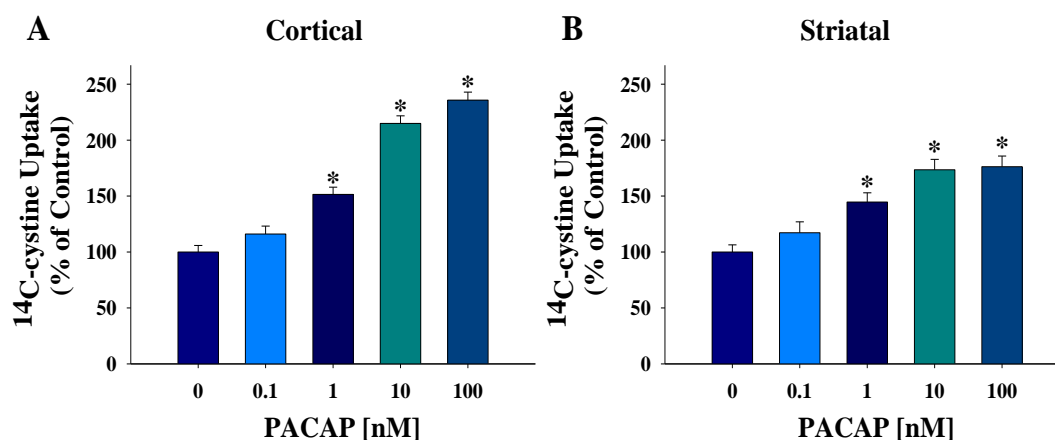 A
Cortical
¹⁴C-cystine Uptake
(% of Control)
250
200
150
100
50
0
*
*
*
0 0.1 1 10 100
PACAP [nM]
B
Striatal
¹⁴C-cystine Uptake
(% of Control)
250
200
150
100
50
0
*
*
*
0 0.1 1 10 100
PACAP [nM]